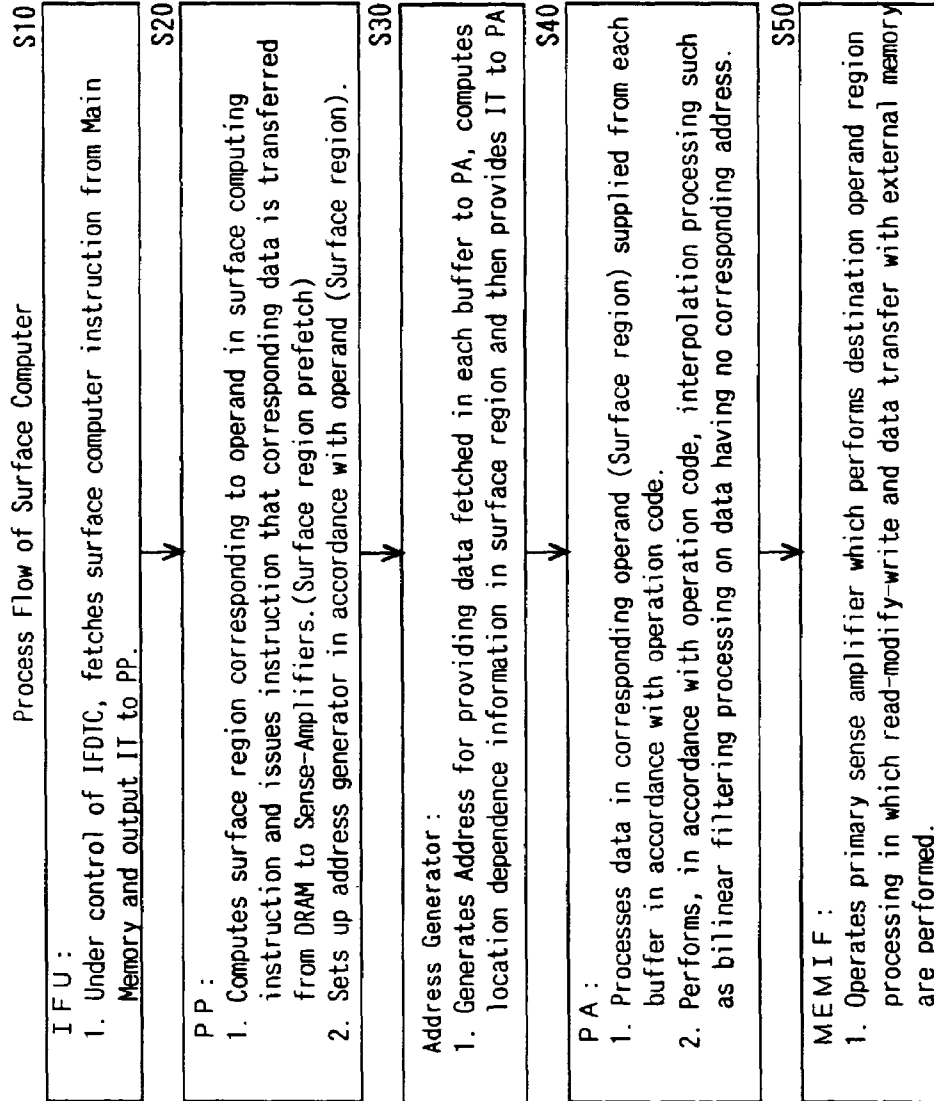 Process Flow of Surface Computer
S10
I F U :
1. Under control of IFDTC, fetches surface computer instruction from Main
Memory and output IT to PP.
S20
P P :
1. Computes surface region corresponding to operand in surface computing
instruction and issues instruction that corresponding data is transferred
from DRAM to Sense-Amplifiers.(Surface region prefetch)
2. Sets up address generator in accordance with operand (Surface region).
S30
Address Generator:
1. Generates Address for providing data fetched in each buffer to PA, computes
location dependence information in surface region and then provides IT to PA
S40
P A :
1. Processes data in corresponding operand (Surface region) supplied from each
buffer in accordance with operation code.
2. Performs, in accordance with operation code, interpolation processing such
as bilinear filtering processing on data having no corresponding address.
S50
M E M I F :
1. Operates primary sense amplifier which performs destination operand region
processing in which read-modify-write and data transfer with external memory
are performed.